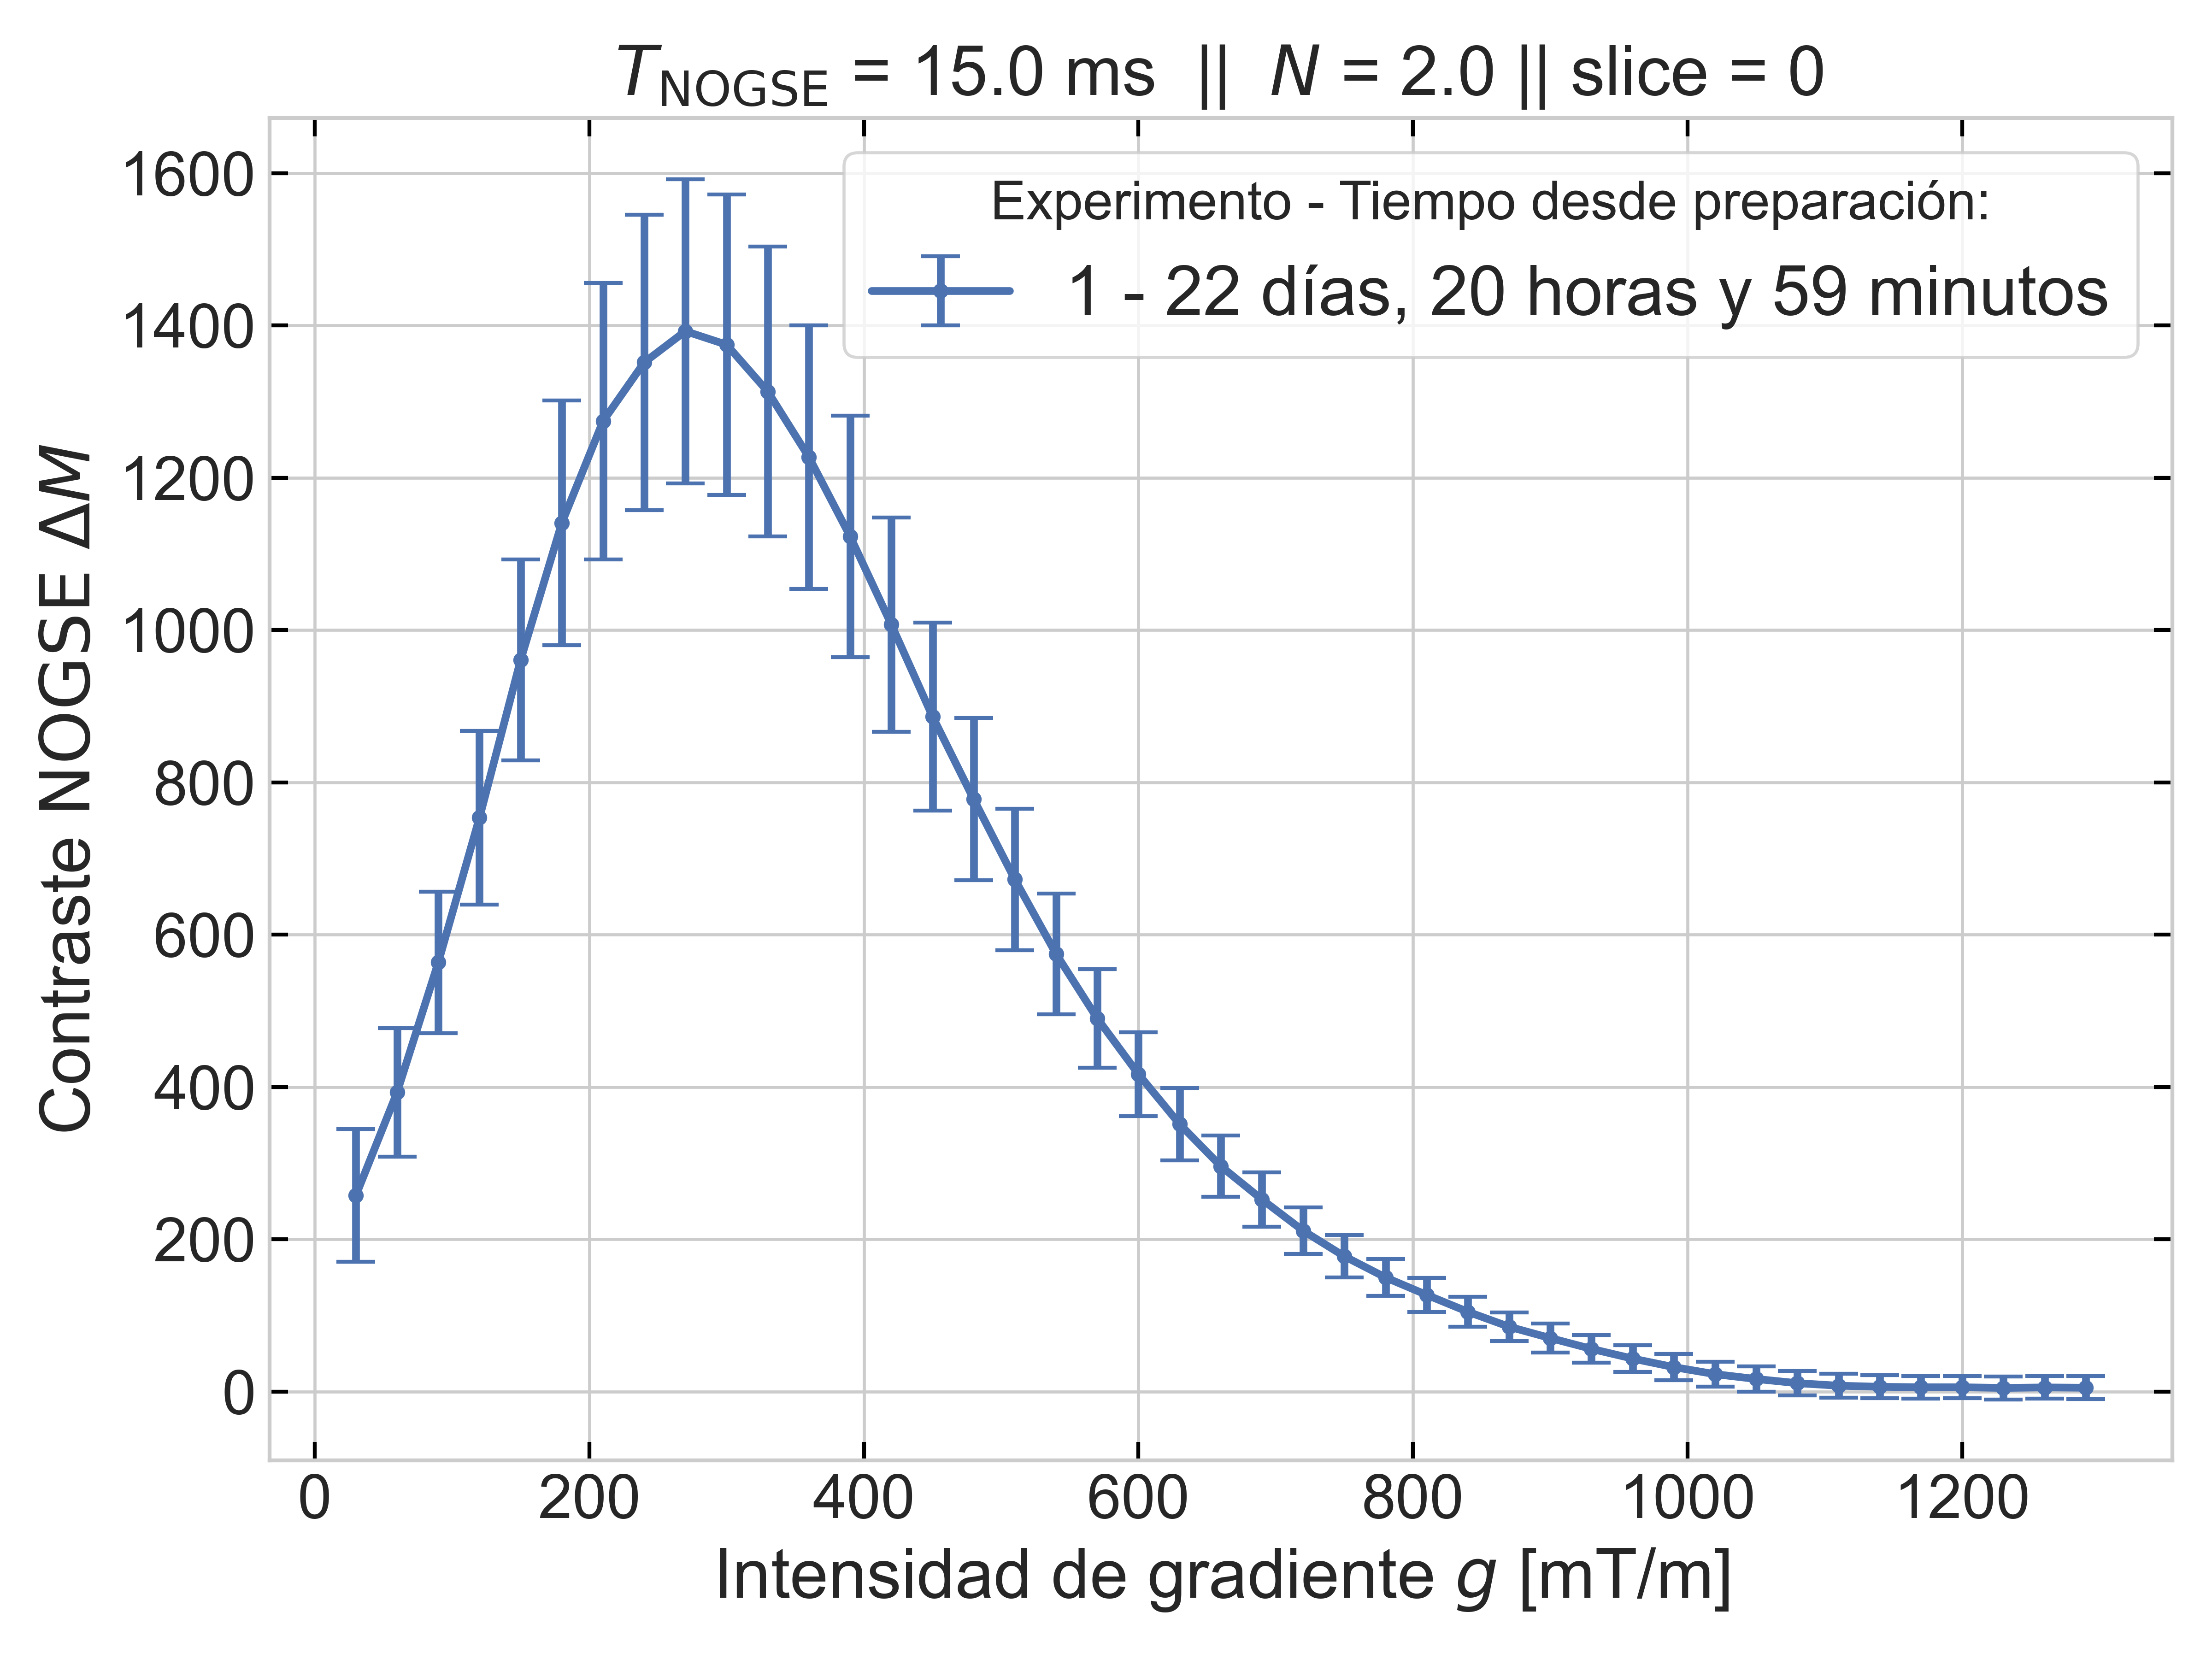 T_NOGSE = 15.0 ms || N = 2.0 || slice = 0
Contraste NOGSE ΔM
1600
1400
1200
1000
800
600
400
200
0
Experimento - Tiempo desde preparación:
1 - 22 días, 20 horas y 59 minutos
0 200 400 600 800 1000 1200
Intensidad de gradiente g [mT/m]